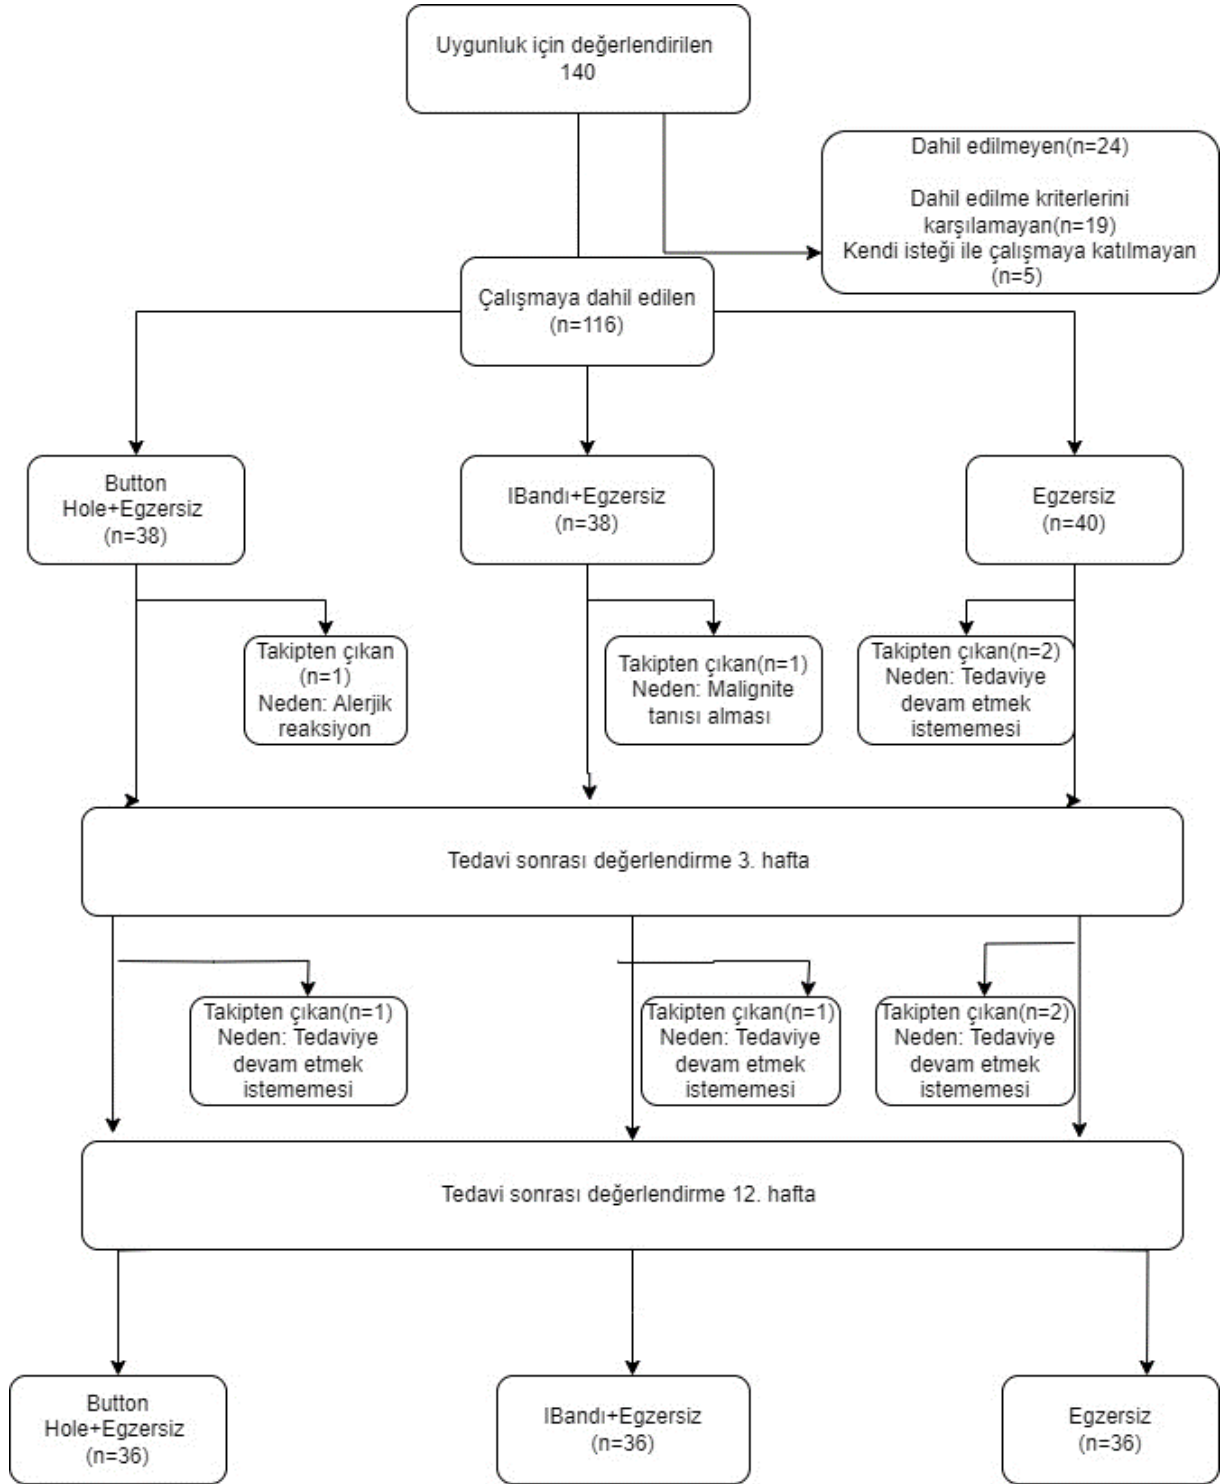 Uygunluk için değerlendirilen
140
Dahil edilmeyen(n=24)
Dahil edilme kriterlerini
karşılamayan(n=19)
Kendi isteği ile çalışmaya katılmayan
(n=5)
Çalışmaya dahil edilen
(n=116)
Button
Hole+Egzersiz
(n=38)
IBandı+Egzersiz
(n=38)
Egzersiz
(n=40)
Takipten çıkan
(n=1)
Neden: Alerjik
reaksiyon
Takipten çıkan(n=1)
Neden: Malignite
tanısı alması
Takipten çıkan(n=2)
Neden: Tedaviye
devam etmek
istememesi
Tedavi sonrası değerlendirme 3. hafta
Takipten çıkan(n=1)
Neden: Tedaviye
devam etmek
istememesi
Takipten çıkan(n=1)
Neden: Tedaviye
devam etmek
istememesi
Takipten çıkan(n=2)
Neden: Tedaviye
devam etmek
istememesi
Tedavi sonrası değerlendirme 12. hafta
Button
Hole+Egzersiz
(n=36)
IBandı+Egzersiz
(n=36)
Egzersiz
(n=36)